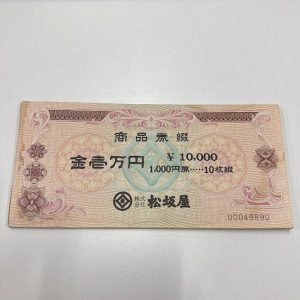 商品券綴
金壱万円
¥10,000
1,000円券‥‥‥10枚綴
株式会社 松坂屋
00049890